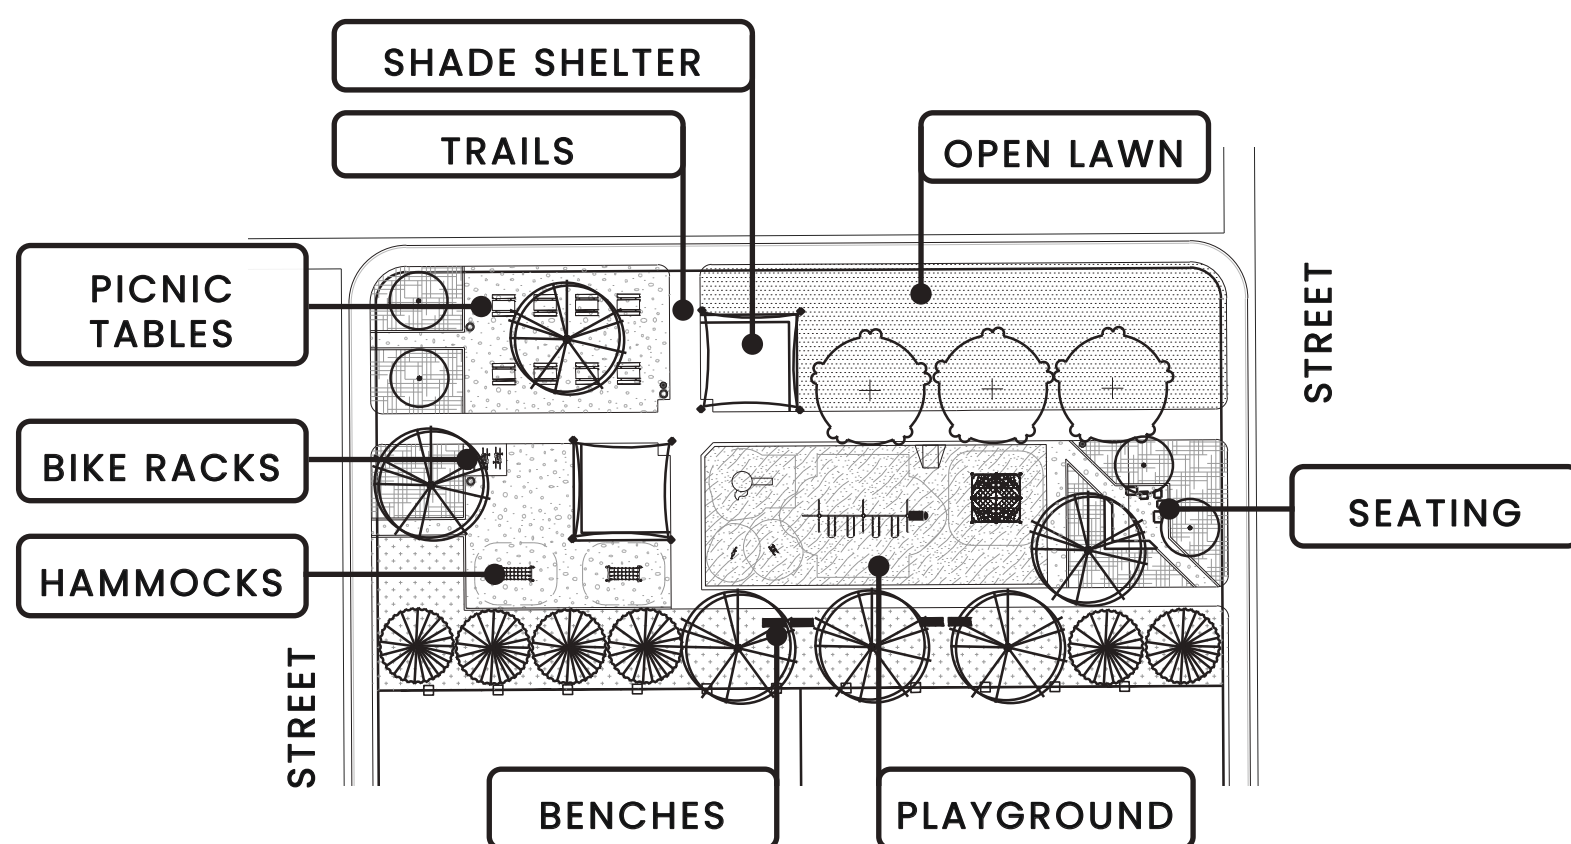 SHADE SHELTER
TRAILS
OPEN LAWN
PICNIC
TABLES
STREET
BIKE RACKS
SEATING
HAMMOCKS
STREET
BENCHES
PLAYGROUND